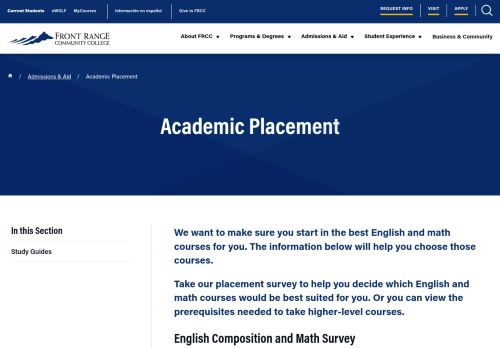 Current Students eWOLF MyCourses Información en español Give to FRCC REQUEST INFO VISIT APPLY
FRONT RANGE
COMMUNITY COLLEGE
About FRCC Programs & Degrees Admissions & Aid Student Experience Business & Community
/ Admissions & Aid / Academic Placement
Academic Placement
In this Section
Study Guides
We want to make sure you start in the best English and math
courses for you. The information below will help you choose those
courses.
Take our placement survey to help you decide which English and
math courses would be best suited for you. Or you can view the
prerequisites needed to take higher-level courses.
English Composition and Math Survey